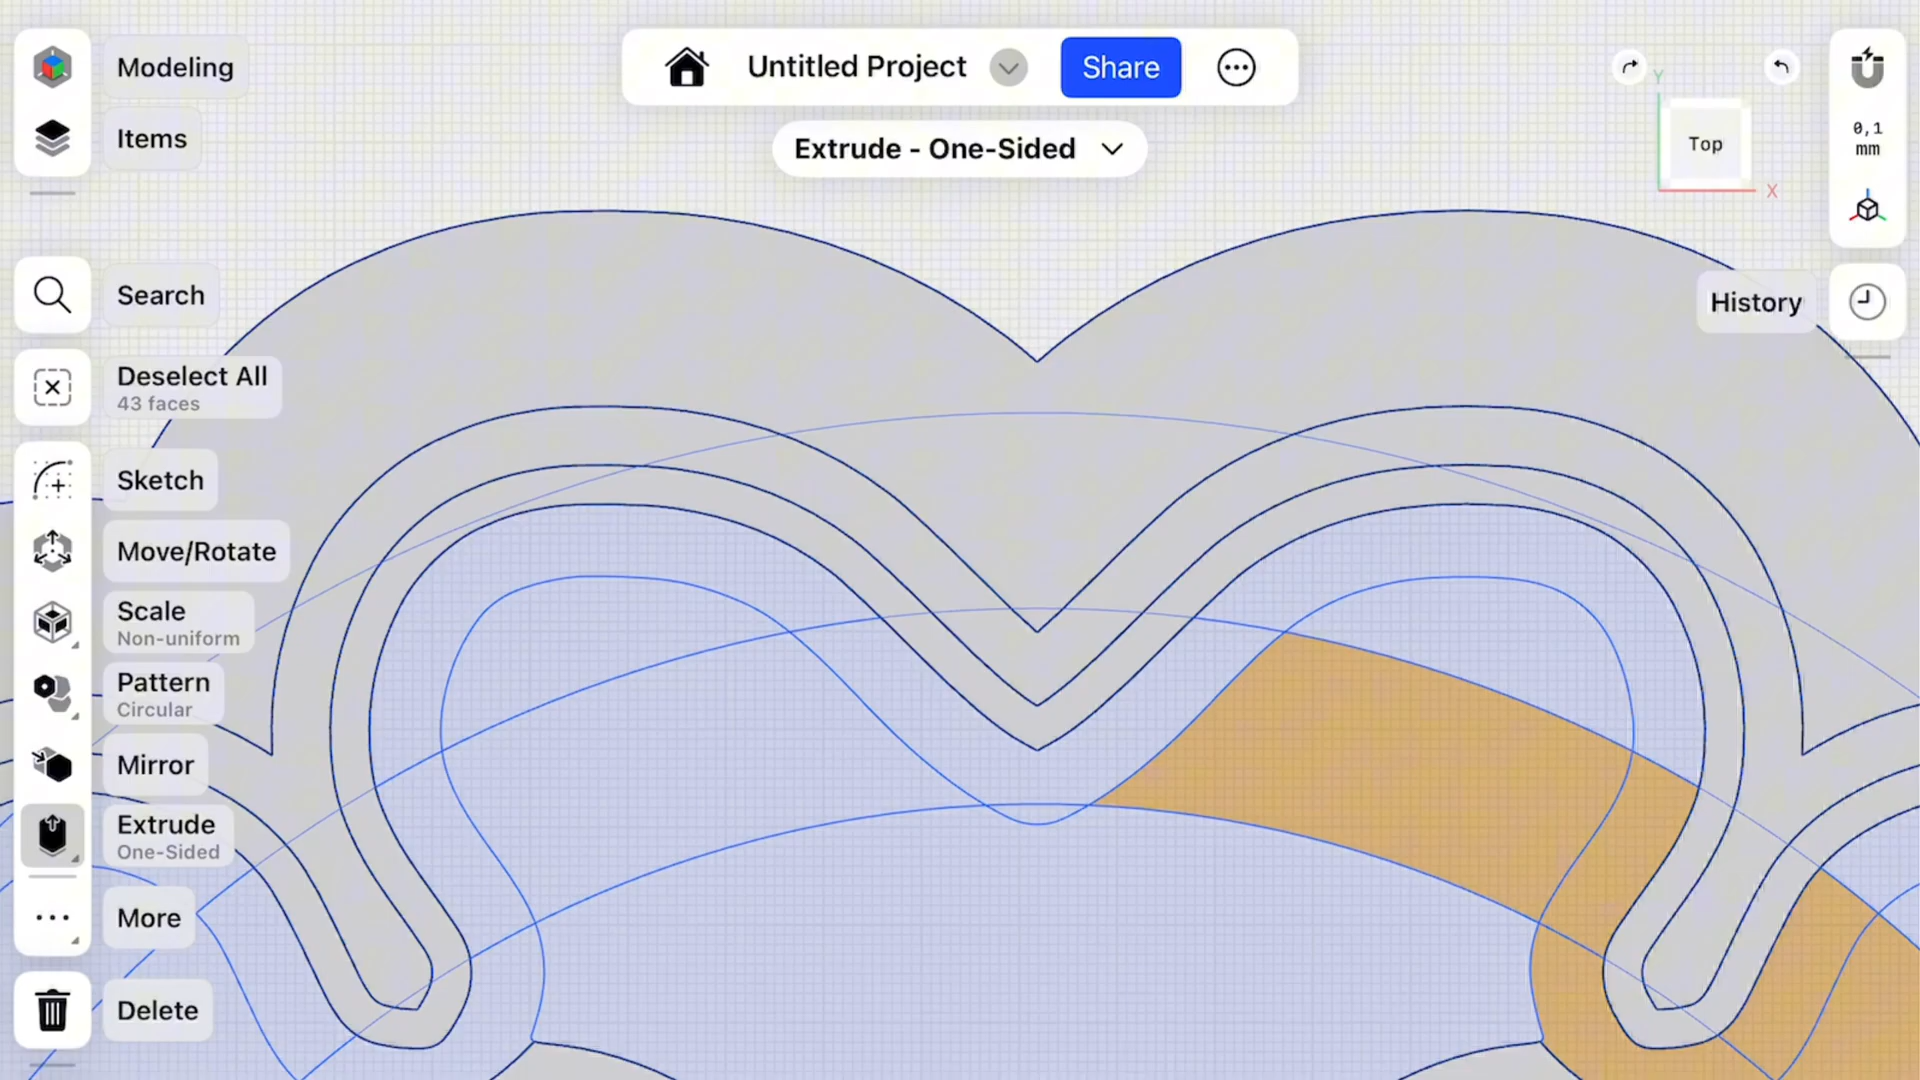 Modeling
Items
Untitled Project
Share
Extrude - One-Sided
Y
Top
X
0,1
mm
Search
History
Deselect All
43 faces
Sketch
Move/Rotate
Scale
Non-uniform
Pattern
Circular
Mirror
Extrude
One-Sided
More
Delete